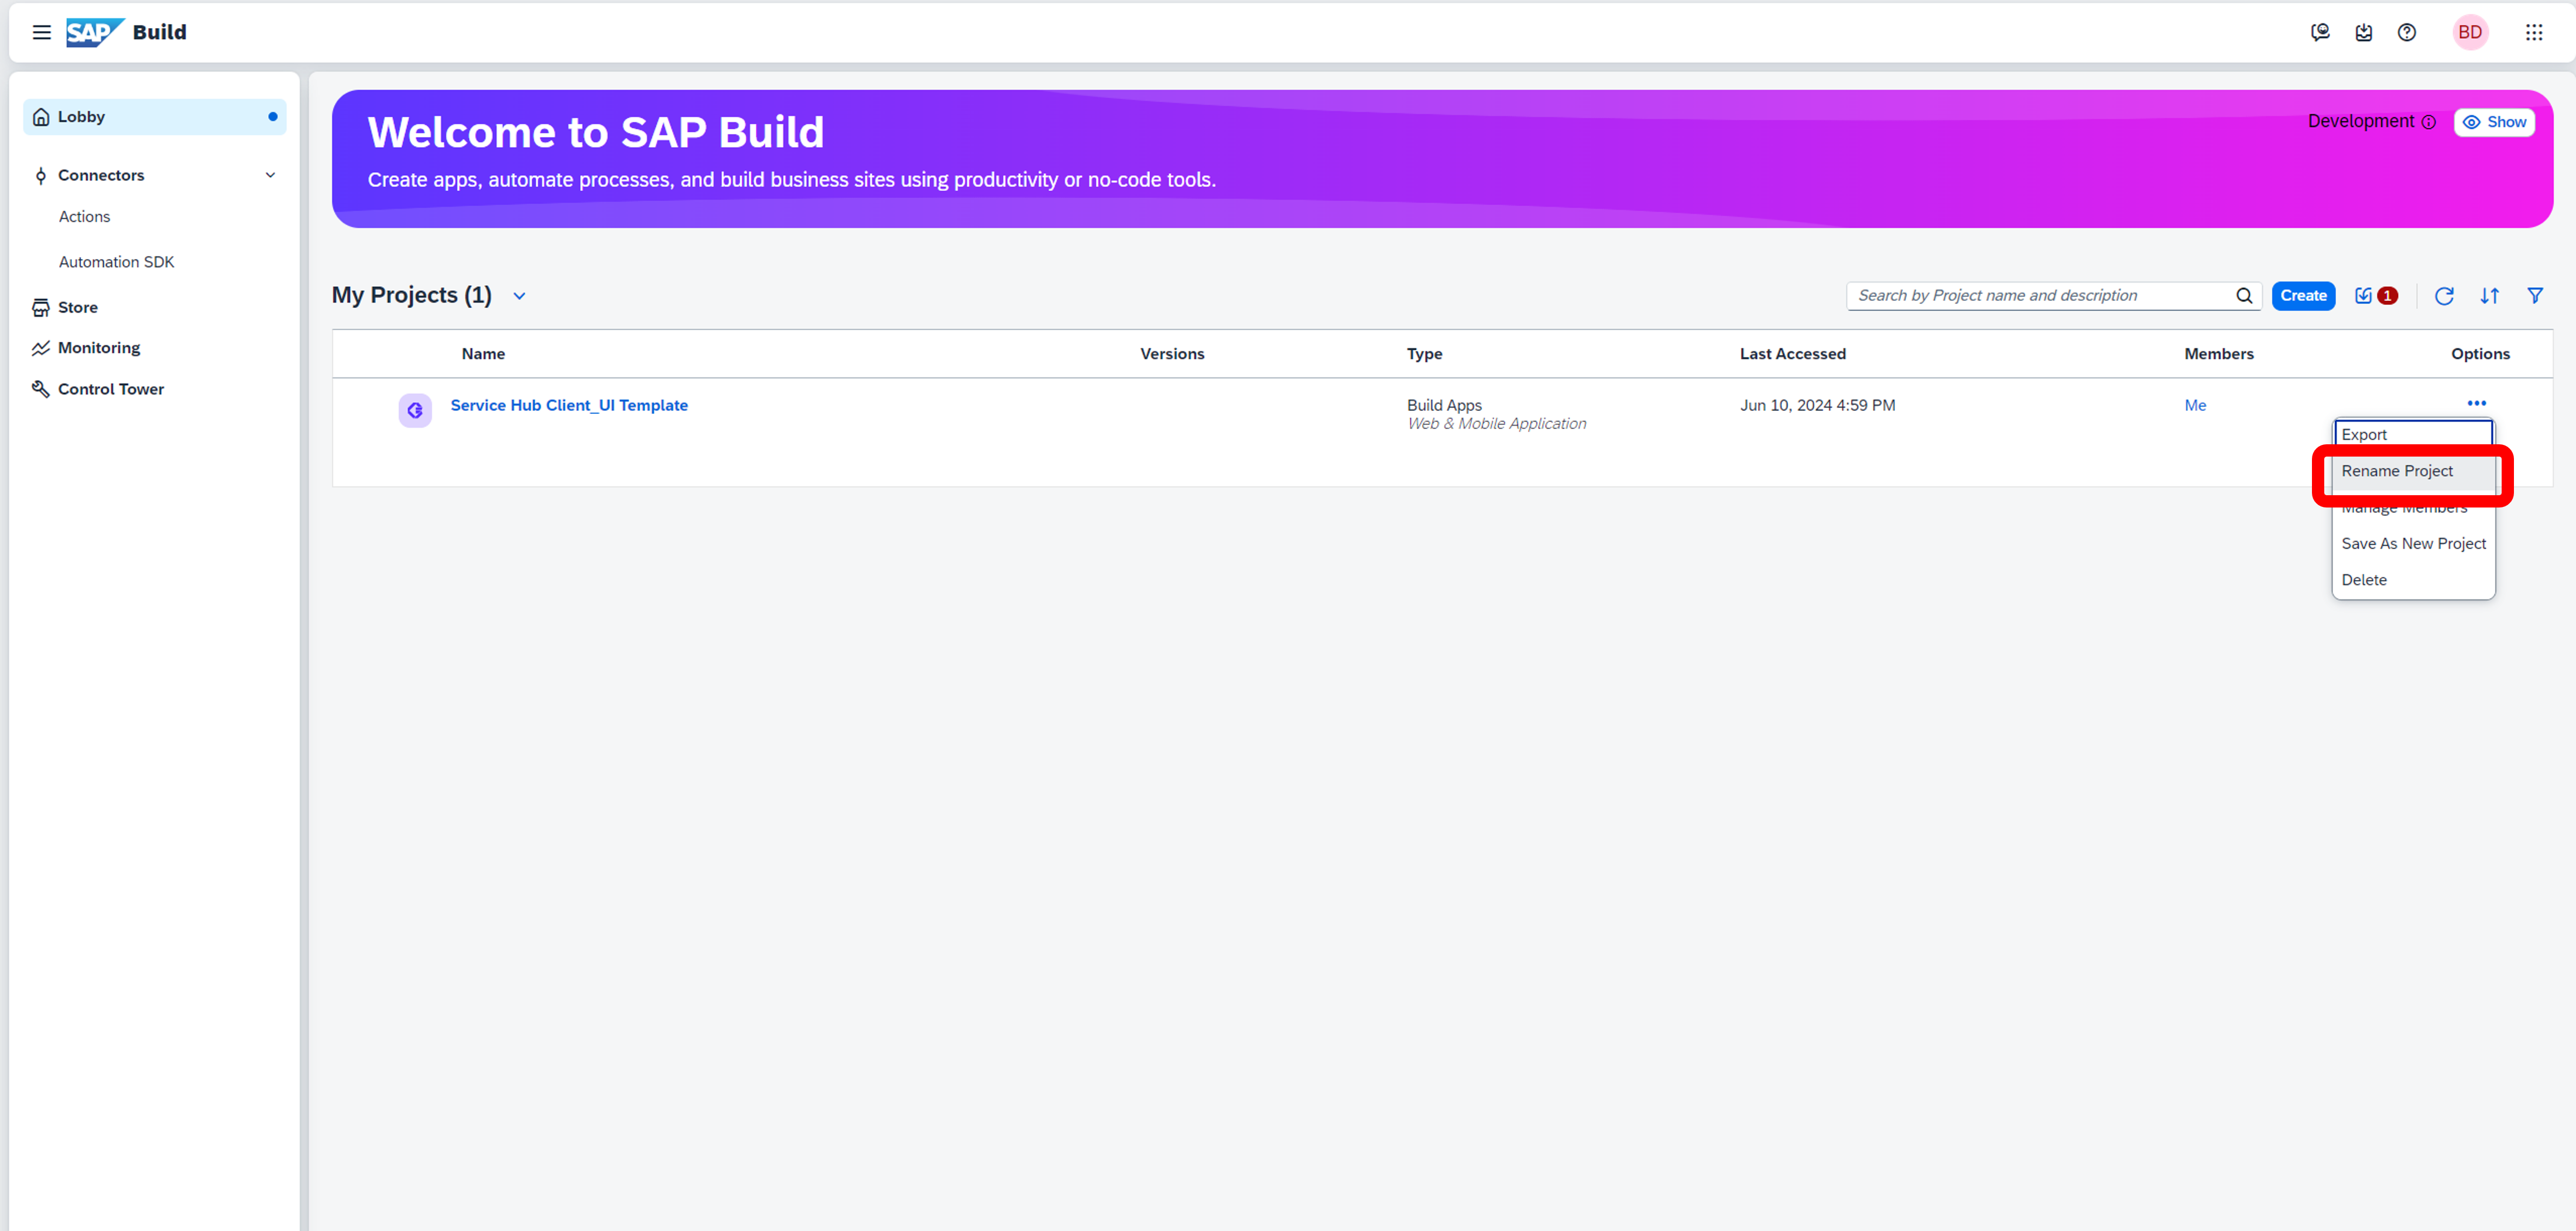 SAP Build
BD
Lobby
Connectors
Actions
Automation SDK
Store
Monitoring
Control Tower
Welcome to SAP Build
Create apps, automate processes, and build business sites using productivity or no-code tools.
Development
Show
My Projects (1)
Search by Project name and description
Create
1
Name Versions Type Last Accessed Members Options
Service Hub Client_UI Template Build Apps Jun 10, 2024 4:59 PM Me
Web & Mobile Application
Export
Rename Project
Manage Members
Save As New Project
Delete